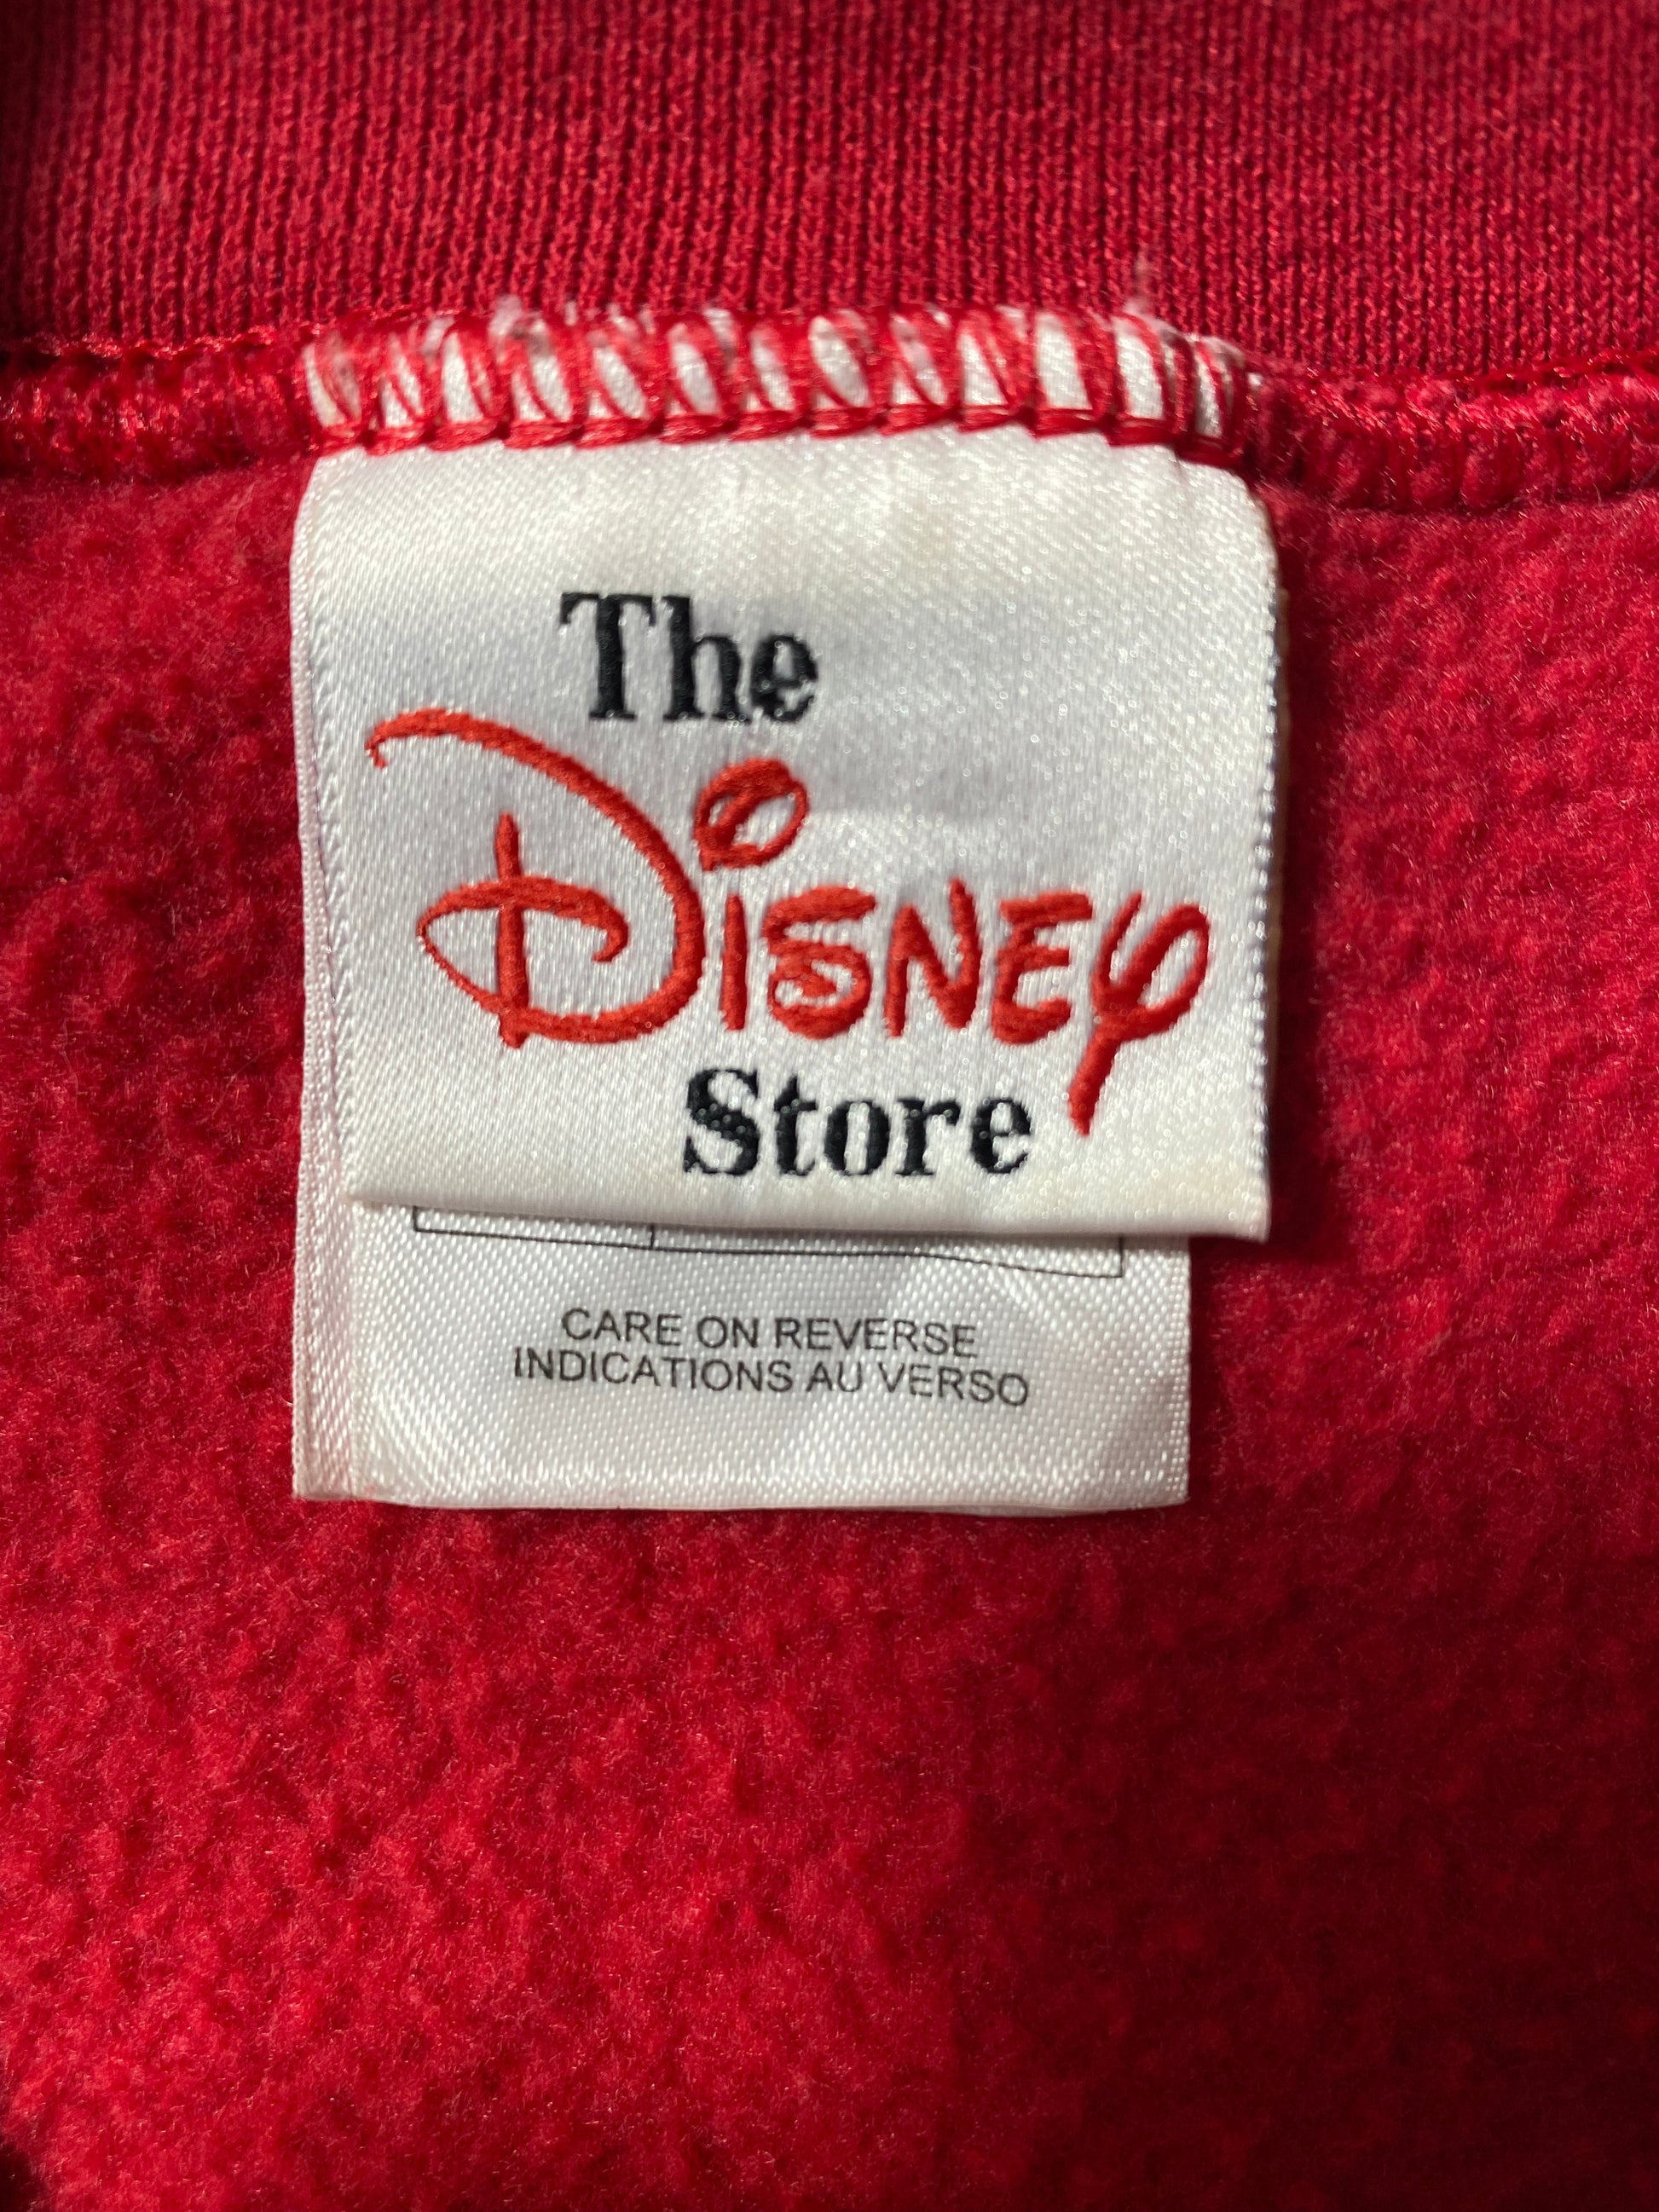 The
Disney
Store
CARE ON REVERSE
INDICATIONS AU VERSO